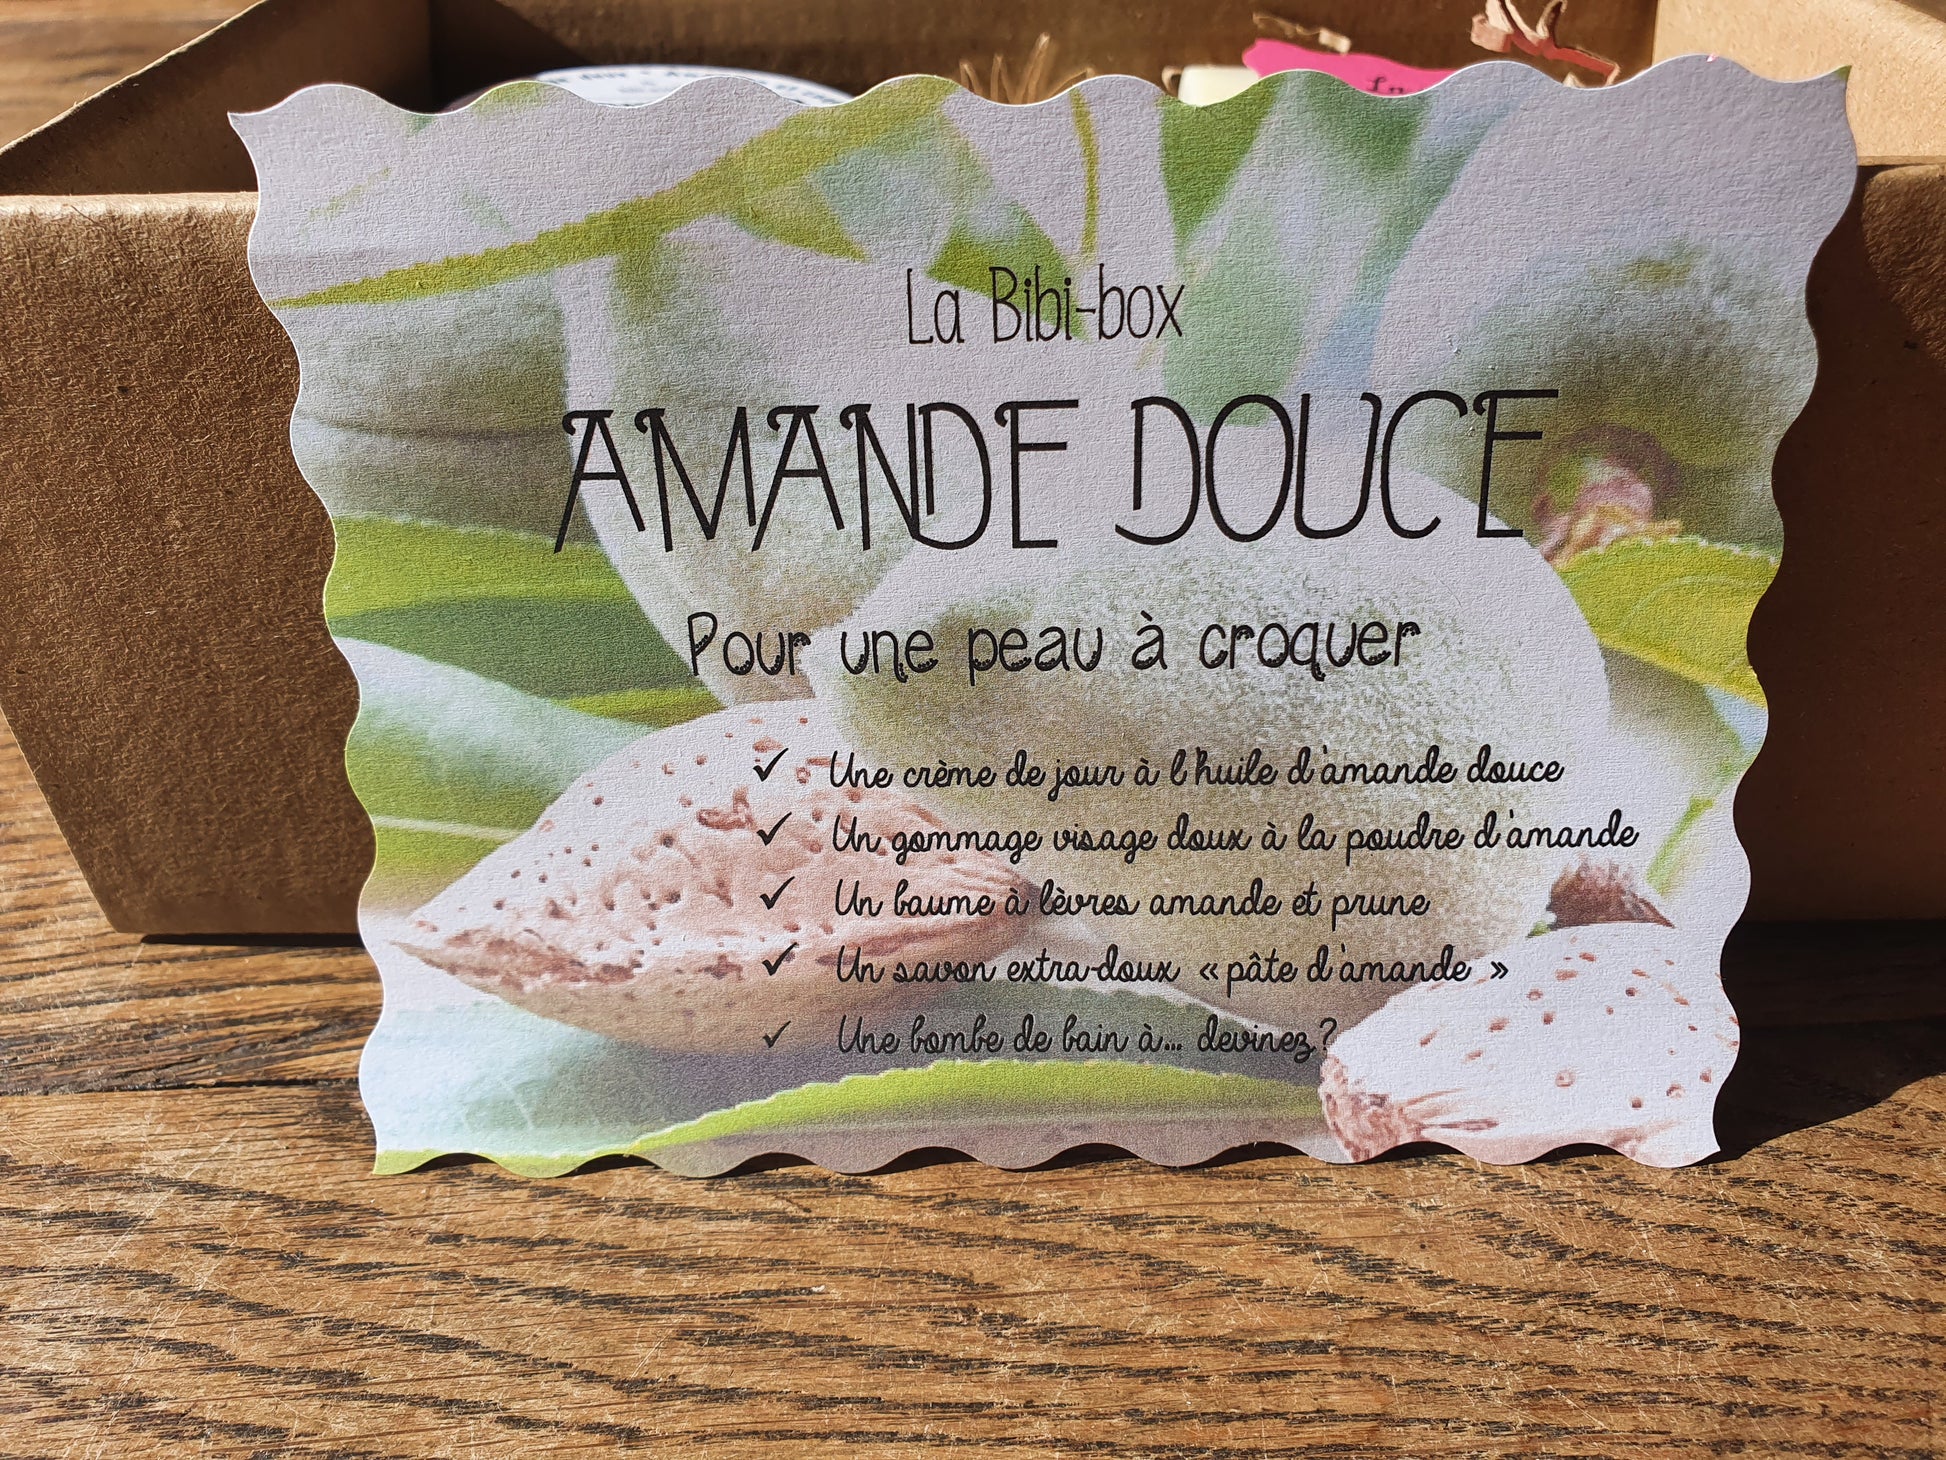 La Bibi-box
AMANDE DOUCE
Pour une peau à croquer
✓ Une crème de jour à l'huile d'amande douce
✓ Un gommage visage doux à la poudre d'amande
✓ Un baume à lèvres amande et prune
✓ Un savon extra-doux « pâte d'amande »
✓ Une bombe de bain à... devinez ?